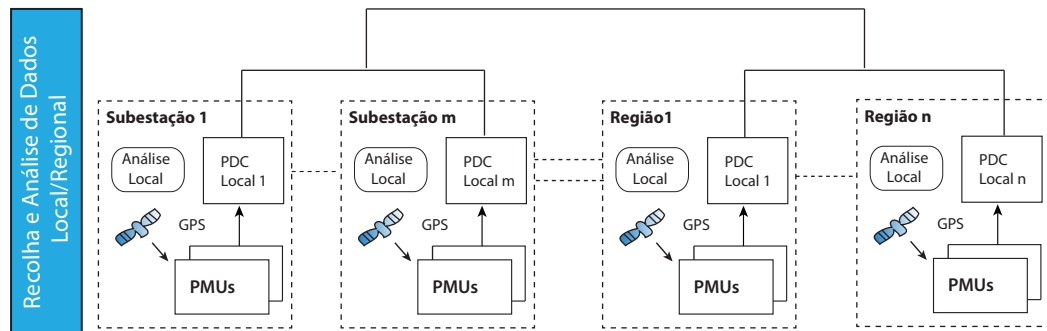 Recolha e Análise de Dados
Local/Regional
Subestação 1
Análise
Local
PDC
Local 1
GPS
PMUs
Subestação m
Análise
Local
PDC
Local m
GPS
PMUs
Região1
Análise
Local
PDC
Local 1
GPS
PMUs
Região n
Análise
Local
PDC
Local n
GPS
PMUs